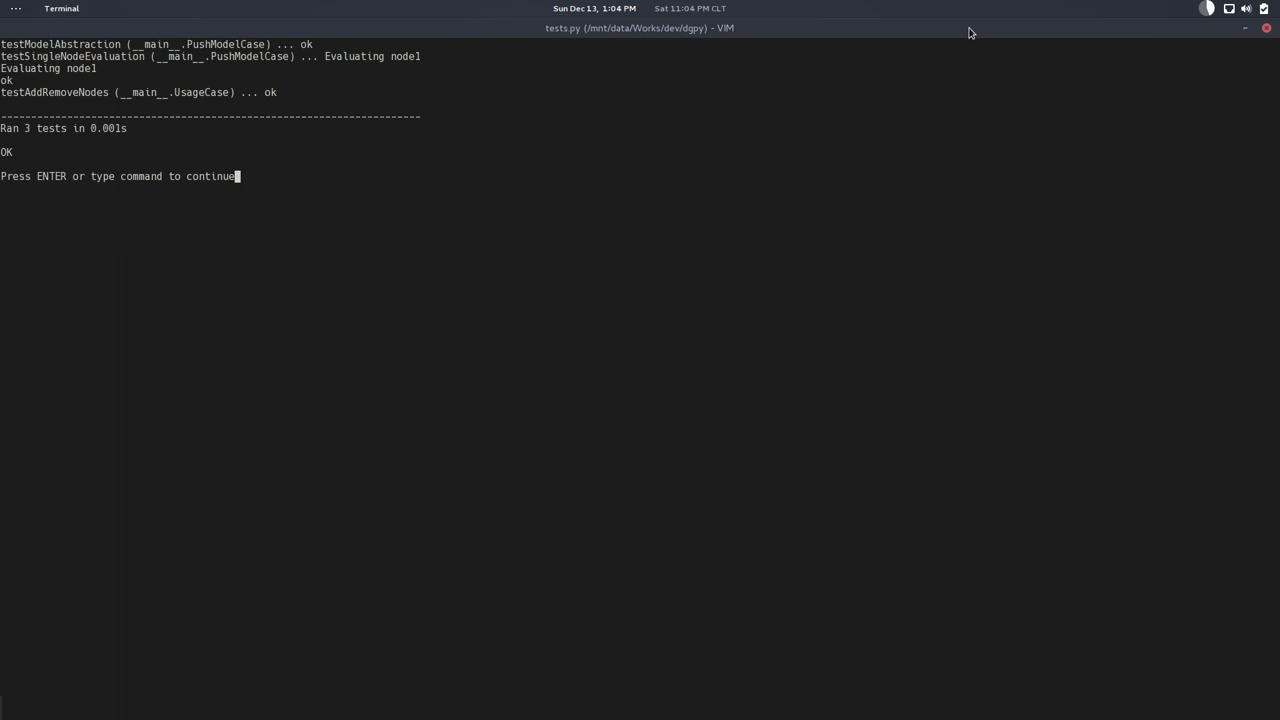 Terminal
Sun Dec 13, 1:04 PM
Sat 11:04 PM CLT
tests.py (/mnt/data/Works/dev/dgpy) - VIM
testModelAbstraction (__main__.PushModelCase) ... ok
testSingleNodeEvaluation (__main__.PushModelCase) ... Evaluating node1
Evaluating node1
ok
testAddRemoveNodes (__main__.UsageCase) ... ok
----------------------------------------------------------------------
Ran 3 tests in 0.001s
OK
Press ENTER or type command to continue